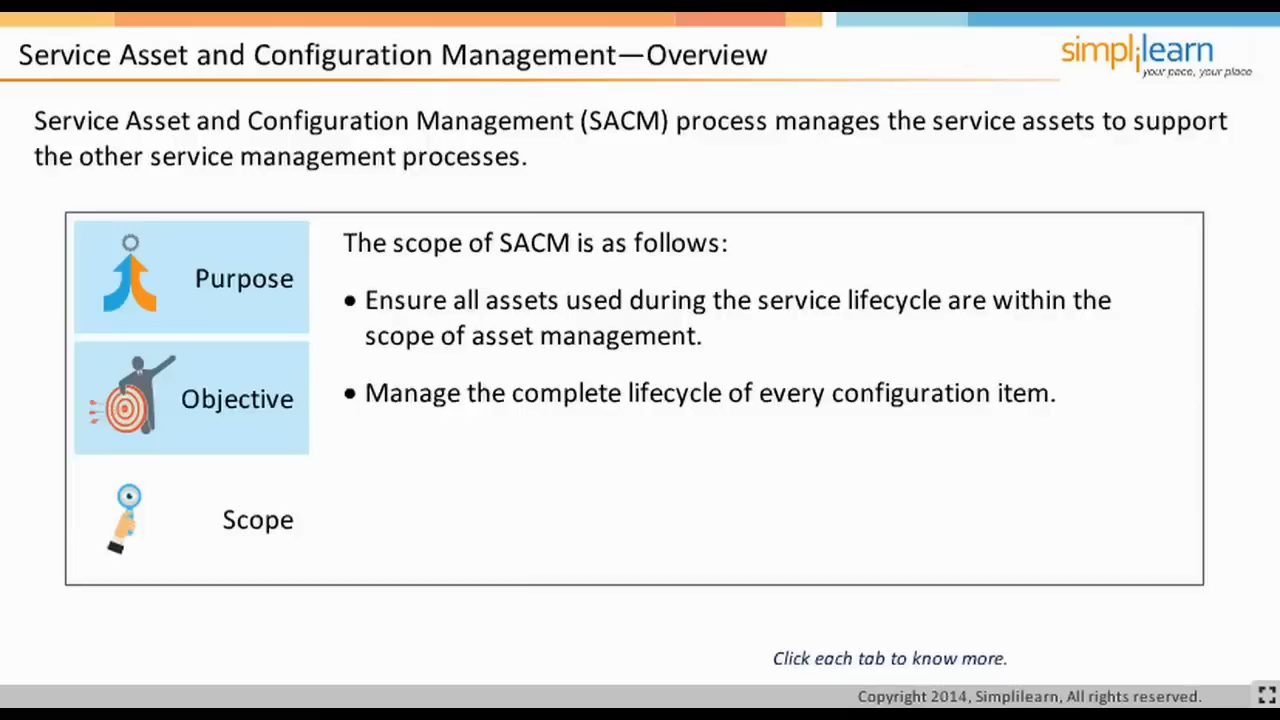 Service Asset and Configuration Management—Overview
simplilearn
your pace, your place
Service Asset and Configuration Management (SACM) process manages the service assets to support
the other service management processes.
Purpose
Objective
Scope
The scope of SACM is as follows:
• Ensure all assets used during the service lifecycle are within the
scope of asset management.
• Manage the complete lifecycle of every configuration item.
Click each tab to know more.
Copyright 2014, Simplilearn, All rights reserved.